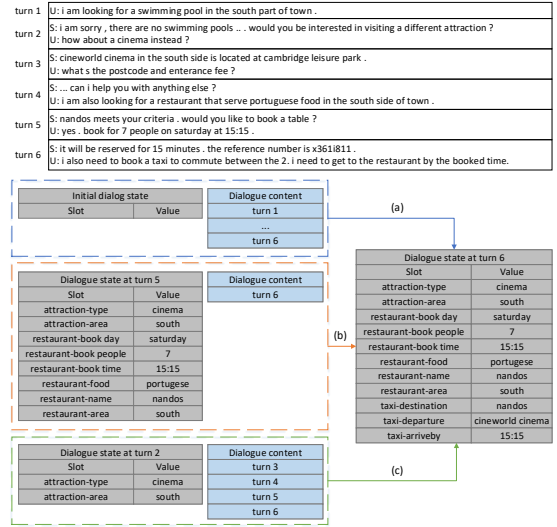 turn 1
U: i am looking for a swimming pool in the south part of town .
turn 2
S: i am sorry , there are no swimming pools .. . would you be interested in visiting a different attraction ?
U: how about a cinema instead ?
turn 3
S: cineworld cinema in the south side is located at cambridge leisure park .
U: what s the postcode and enterance fee ?
turn 4
S: ... can i help you with anything else ?
U: i am also looking for a restaurant that serve portuguese food in the south side of town .
turn 5
S: nandos meets your criteria . would you like to book a table ?
U: yes . book for 7 people on saturday at 15:15 .
turn 6
S: it will be reserved for 15 minutes . the reference number is x361i811 .
U: i also need to book a taxi to commute between the 2. i need to get to the restaurant by the booked time.
Initial dialog state
Slot Value
Dialogue content
turn 1
...
turn 6
(a)
Dialogue state at turn 5
Slot Value
attraction-type cinema
attraction-area south
restaurant-book day saturday
restaurant-book people 7
restaurant-book time 15:15
restaurant-food portugese
restaurant-name nandos
restaurant-area south
Dialogue content
turn 6
(b)
Dialogue state at turn 2
Slot Value
attraction-type cinema
attraction-area south
Dialogue content
turn 3
turn 4
turn 5
turn 6
(c)
Dialogue state at turn 6
Slot Value
attraction-type cinema
attraction-area south
restaurant-book day saturday
restaurant-book people 7
restaurant-book time 15:15
restaurant-food portugese
restaurant-name nandos
restaurant-area south
taxi-destination nandos
taxi-departure cineworld cinema
taxi-arriveby 15:15